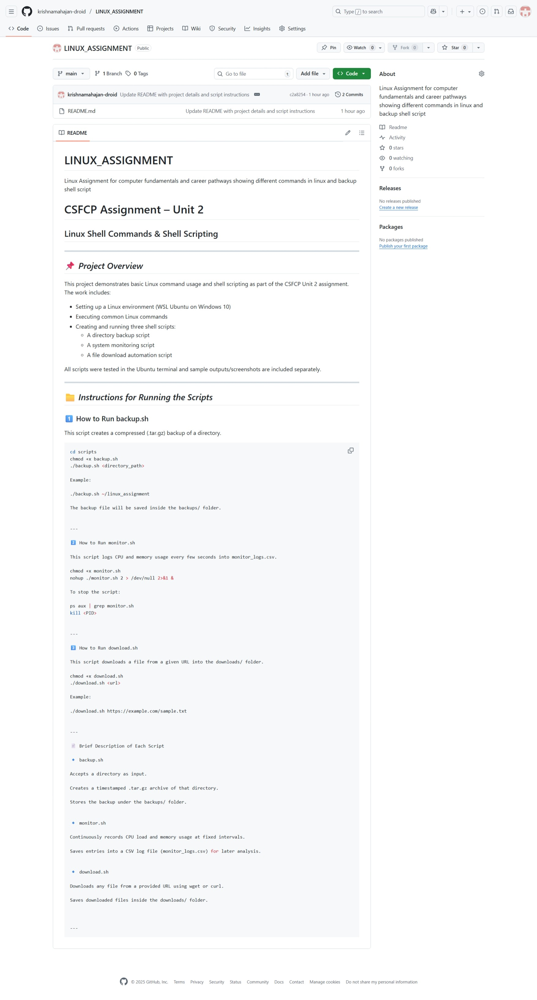 krishnamahajan-droid / LINUX_ASSIGNMENT
Type / to search
Code
Issues
Pull requests
Actions
Projects
Wiki
Security
Insights
Settings
LINUX_ASSIGNMENT Public
Pin
Watch 0
Fork 0
Star 0
main
1 Branch
0 Tags
Go to file t
Add file
Code
krishnamahajan-droid Update README with project details and script instructions
c2a8254 · 1 hour ago
2 Commits
README.md Update README with project details and script instructions 1 hour ago
README
LINUX_ASSIGNMENT
Linux Assignment for computer fundamentals and career pathways showing different commands in linux and backup
shell script
CSFCP Assignment – Unit 2
Linux Shell Commands & Shell Scripting
📌 Project Overview
This project demonstrates basic Linux command usage and shell scripting as part of the CSFCP Unit 2 assignment.
The work includes:
• Setting up a Linux environment (WSL Ubuntu on Windows 10)
• Executing common Linux commands
• Creating and running three shell scripts:
◦ A directory backup script
◦ A system monitoring script
◦ A file download automation script
All scripts were tested in the Ubuntu terminal and sample outputs/screenshots are included separately.
📁 Instructions for Running the Scripts
1️⃣ How to Run backup.sh
This script creates a compressed (.tar.gz) backup of a directory.
cd scripts
chmod +x backup.sh
./backup.sh <directory_path>
Example:
./backup.sh ~/linux_assignment
The backup file will be saved inside the backups/ folder.
---
2️⃣ How to Run monitor.sh
This script logs CPU and memory usage every few seconds into monitor_logs.csv.
chmod +x monitor.sh
nohup ./monitor.sh 2 > /dev/null 2>&1 &
To stop the script:
ps aux | grep monitor.sh
kill <PID>
---
3️⃣ How to Run download.sh
This script downloads a file from a given URL into the downloads/ folder.
chmod +x download.sh
./download.sh <url>
Example:
./download.sh https://example.com/sample.txt
---
📄 Brief Description of Each Script
🔹 backup.sh
Accepts a directory as input.
Creates a timestamped .tar.gz archive of that directory.
Stores the backup under the backups/ folder.
🔹 monitor.sh
Continuously records CPU load and memory usage at fixed intervals.
Saves entries into a CSV log file (monitor_logs.csv) for later analysis.
🔹 download.sh
Downloads any file from a provided URL using wget or curl.
Saves downloaded files inside the downloads/ folder.
---
About
Linux Assignment for computer
fundamentals and career pathways
showing different commands in linux and
backup shell script
Readme
Activity
0 stars
0 watching
0 forks
Releases
No releases published
Create a new release
Packages
No packages published
Publish your first package
© 2025 GitHub, Inc. Terms Privacy Security Status Community Docs Contact Manage cookies Do not share my personal information